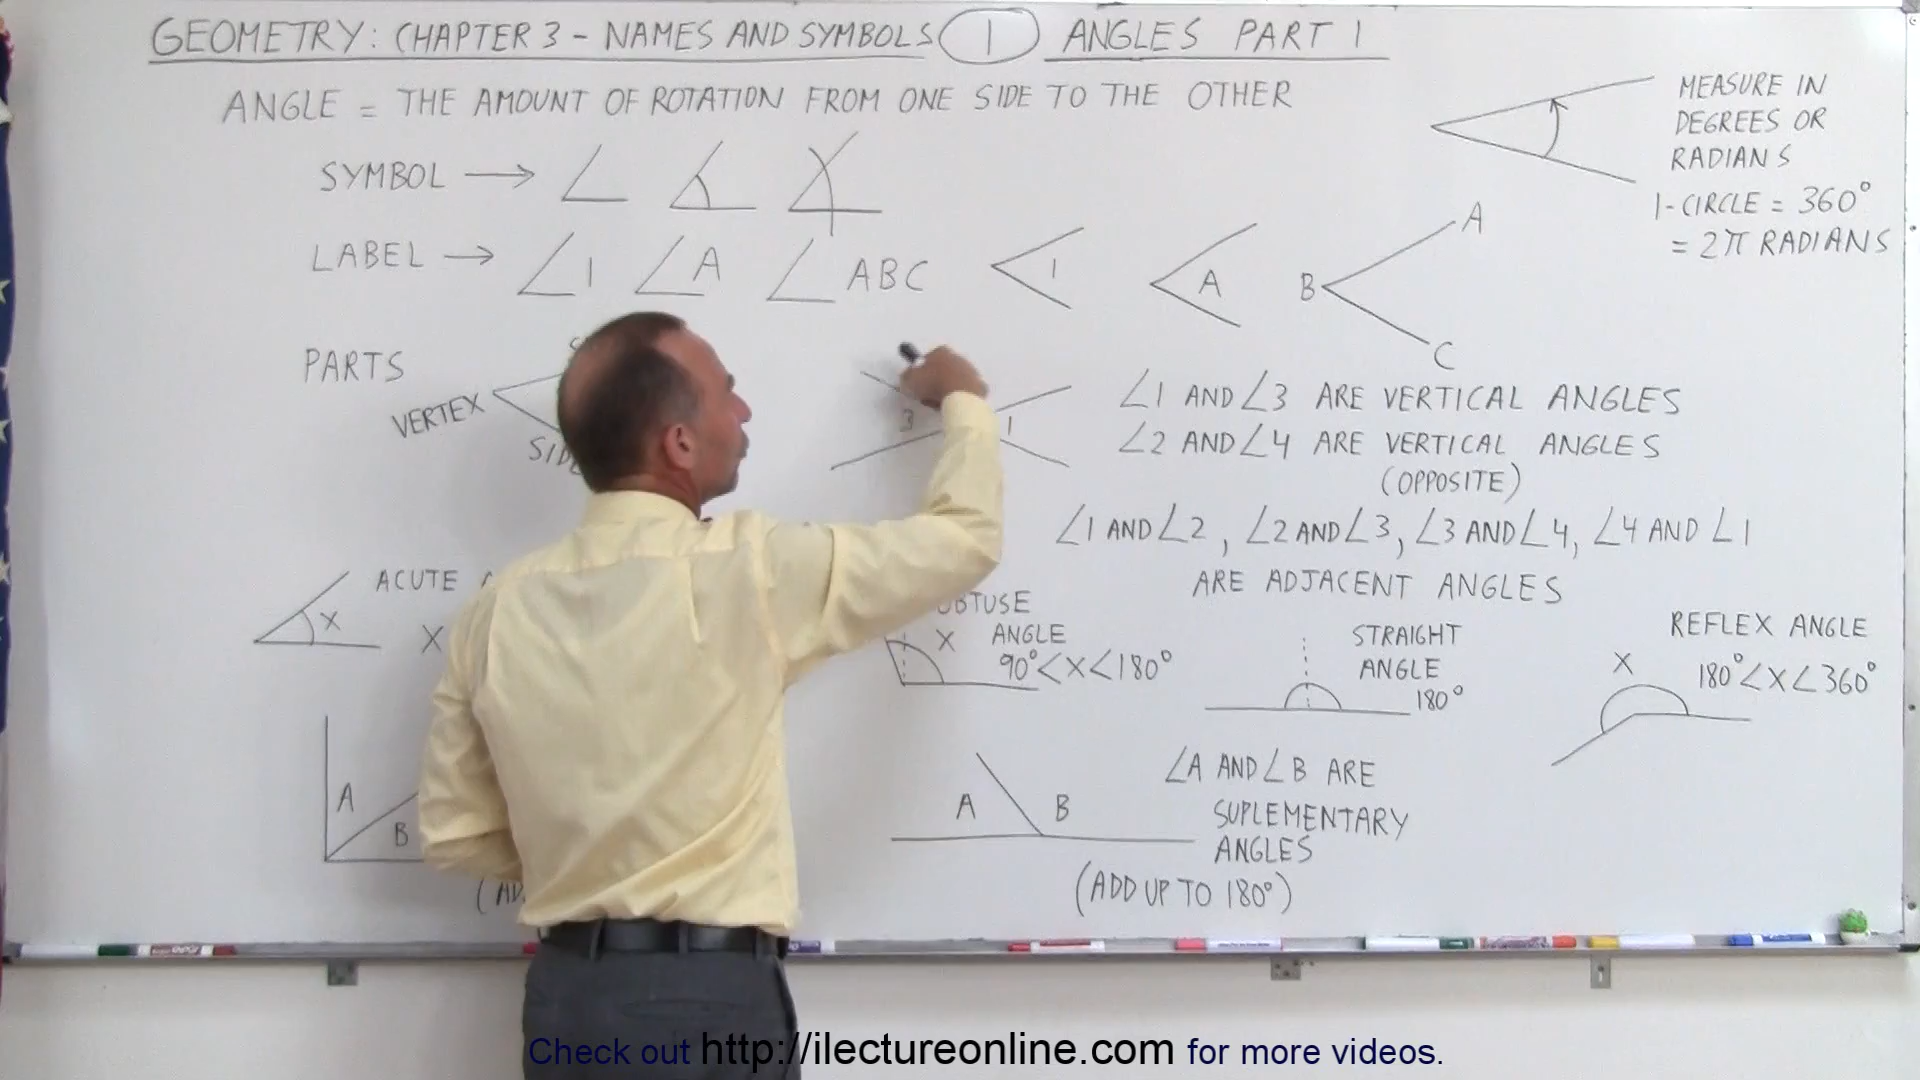 GEOMETRY: CHAPTER 3 - NAMES AND SYMBOLS 1 ANGLES PART 1
ANGLE = THE AMOUNT OF ROTATION FROM ONE SIDE TO THE OTHER
MEASURE IN
DEGREES OR
RADIANS
1-CIRCLE = 360°
= 2π RADIANS
SYMBOL → ∠ ∡
LABEL → ∠1 ∠A ∠ABC
1
A
A
B
C
PARTS
VERTEX
3
1
∠1 AND ∠3 ARE VERTICAL ANGLES
∠2 AND ∠4 ARE VERTICAL ANGLES
(OPPOSITE)
∠1 AND ∠2, ∠2 AND ∠3, ∠3 AND ∠4, ∠4 AND ∠1
ARE ADJACENT ANGLES
ACUTE
X
X
OBTUSE
X ANGLE
90° < X < 180°
STRAIGHT
ANGLE
180°
REFLEX ANGLE
X
180° < X < 360°
A
B
A
B
∠A AND ∠B ARE
SUPLEMENTARY
ANGLES
(ADD UP TO 180°)
Check out http://ilectureonline.com for more videos.